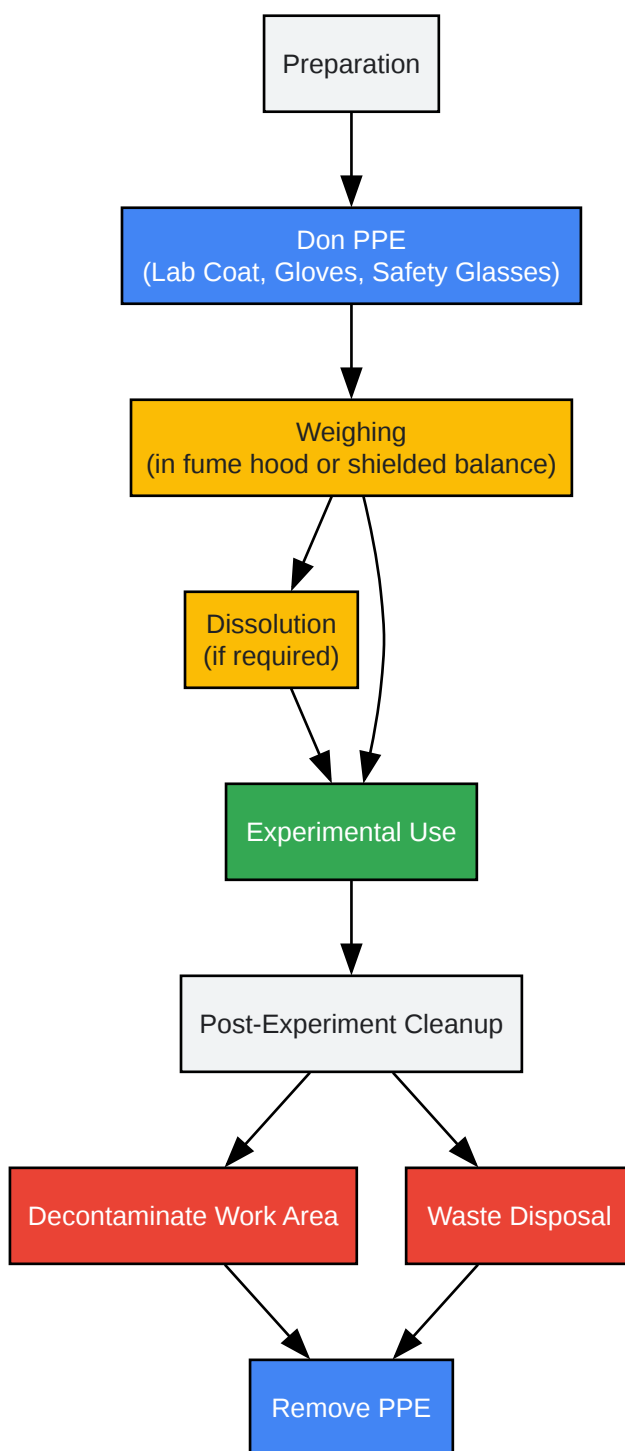 Preparation
Don PPE
(Lab Coat, Gloves, Safety Glasses)
Weighing
(in fume hood or shielded balance)
Dissolution
(if required)
Experimental Use
Post-Experiment Cleanup
Decontaminate Work Area
Waste Disposal
Remove PPE